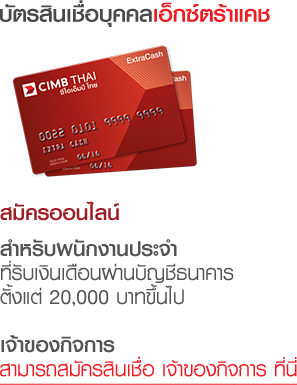 บัตรสินเชื่อบุคคลเอ็กซ์ตร้าแคช
ExtraCash
CIMB THAI
ซีไอเอ็มบี ไทย
0022 0101 9999 9999
EXTRA CASH
สมัครออนไลน์
สำหรับพนักงานประจำ
ที่รับเงินเดือนผ่านบัญชีธนาคาร
ตั้งแต่ 20,000 บาทขึ้นไป
เจ้าของกิจการ
สามารถสมัครสินเชื่อ เจ้าของกิจการ ที่นี่